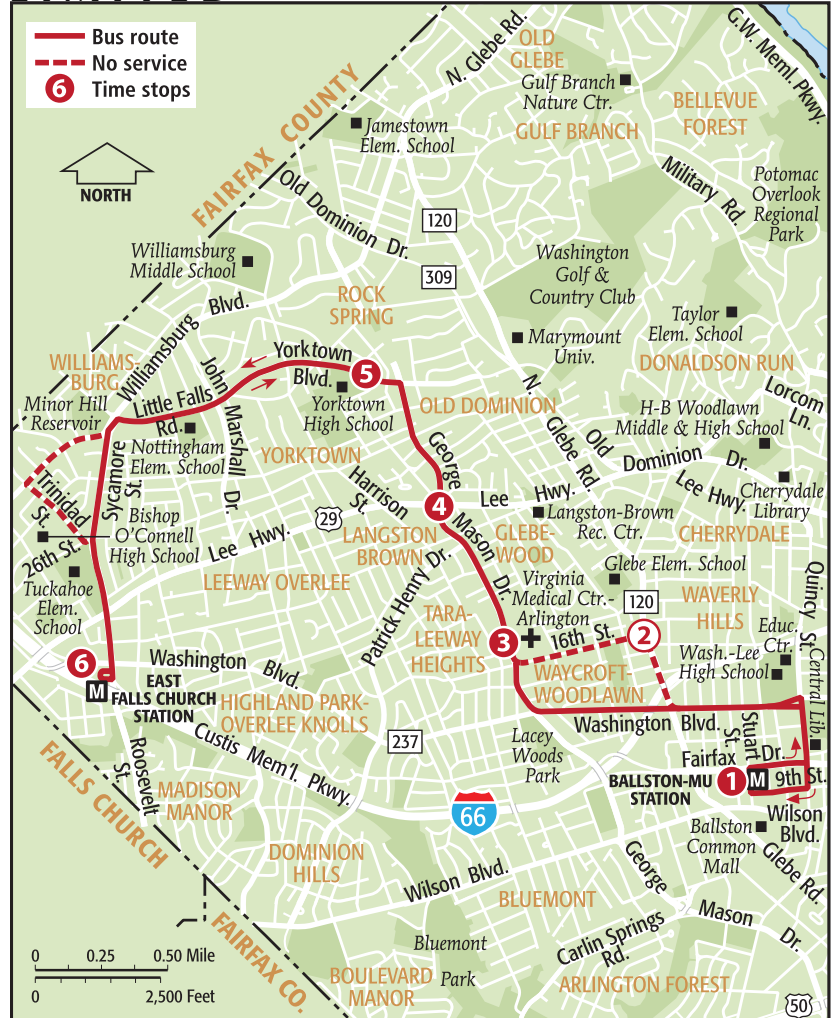 Bus route
No service
6 Time stops
NORTH
FAIRFAX COUNTY
N. Glebe Rd.
OLD
GLEBE
Gulf Branch
Nature Ctr.
GULF BRANCH
G.W. Meml. Pkwy.
BELLEVUE
FOREST
Jamestown
Elem. School
Military Rd.
Potomac
Overlook
Regional
Park
Old Dominion Dr.
120
309
Williamsburg
Middle School
Washington
Golf &
Country Club
ROCK
SPRING
Williamsburg Blvd.
Taylor
Elem. School
Marymount
Univ.
DONALDSON RUN
WILLIAMS-
BURG
Yorktown
Blvd.
5
Minor Hill
Reservoir
Little Falls
Rd.
John Marshall Dr.
Yorktown
High School
OLD DOMINION
N. Glebe Rd.
Lorcom
Ln.
H-B Woodlawn
Middle & High School
Nottingham
Elem. School
YORKTOWN
George Mason Dr.
Old Dominion Dr.
Sycamore
St.
Trinidad
St.
Harrison
St.
Lee Hwy.
Lee Hwy.
Cherrydale
Library
4
29
Lee Hwy.
Langston-Brown
Rec. Ctr.
Bishop
O'Connell
High School
LANGSTON
BROWN
GLEBE-
WOOD
CHERRYDALE
26th St.
Glebe Elem. School
Patrick Henry Dr.
LEEWAY OVERLEE
Virginia
Medical Ctr.-
Arlington
120
WAVERLY
HILLS
Quincy St.
Tuckahoe
Elem.
School
TARA-
LEEWAY
HEIGHTS
3
16th St.
2
Educ.
Ctr.
Wash.-Lee
High School
Central Lib.
6
Washington Blvd.
M
EAST
FALLS CHURCH
STATION
WAYCROFT-
WOODLAWN
HIGHLAND PARK-
OVERLEE KNOLLS
Washington Blvd.
237
Lacey
Woods
Park
Stuart
St.
Fairfax Dr.
Custis Mem'l. Pkwy.
Roosevelt
St.
BALLSTON-MU
STATION
1
M
9th St.
FALLS CHURCH
MADISON
MANOR
66
Wilson
Blvd.
Ballston
Common
Mall
Glebe Rd.
DOMINION
HILLS
Wilson Blvd.
George Mason Dr.
BLUEMONT
FAIRFAX CO.
Carlin Springs
Rd.
Bluemont
Park
0 0.25 0.50 Mile
0 2,500 Feet
BOULEVARD
MANOR
ARLINGTON FOREST
50